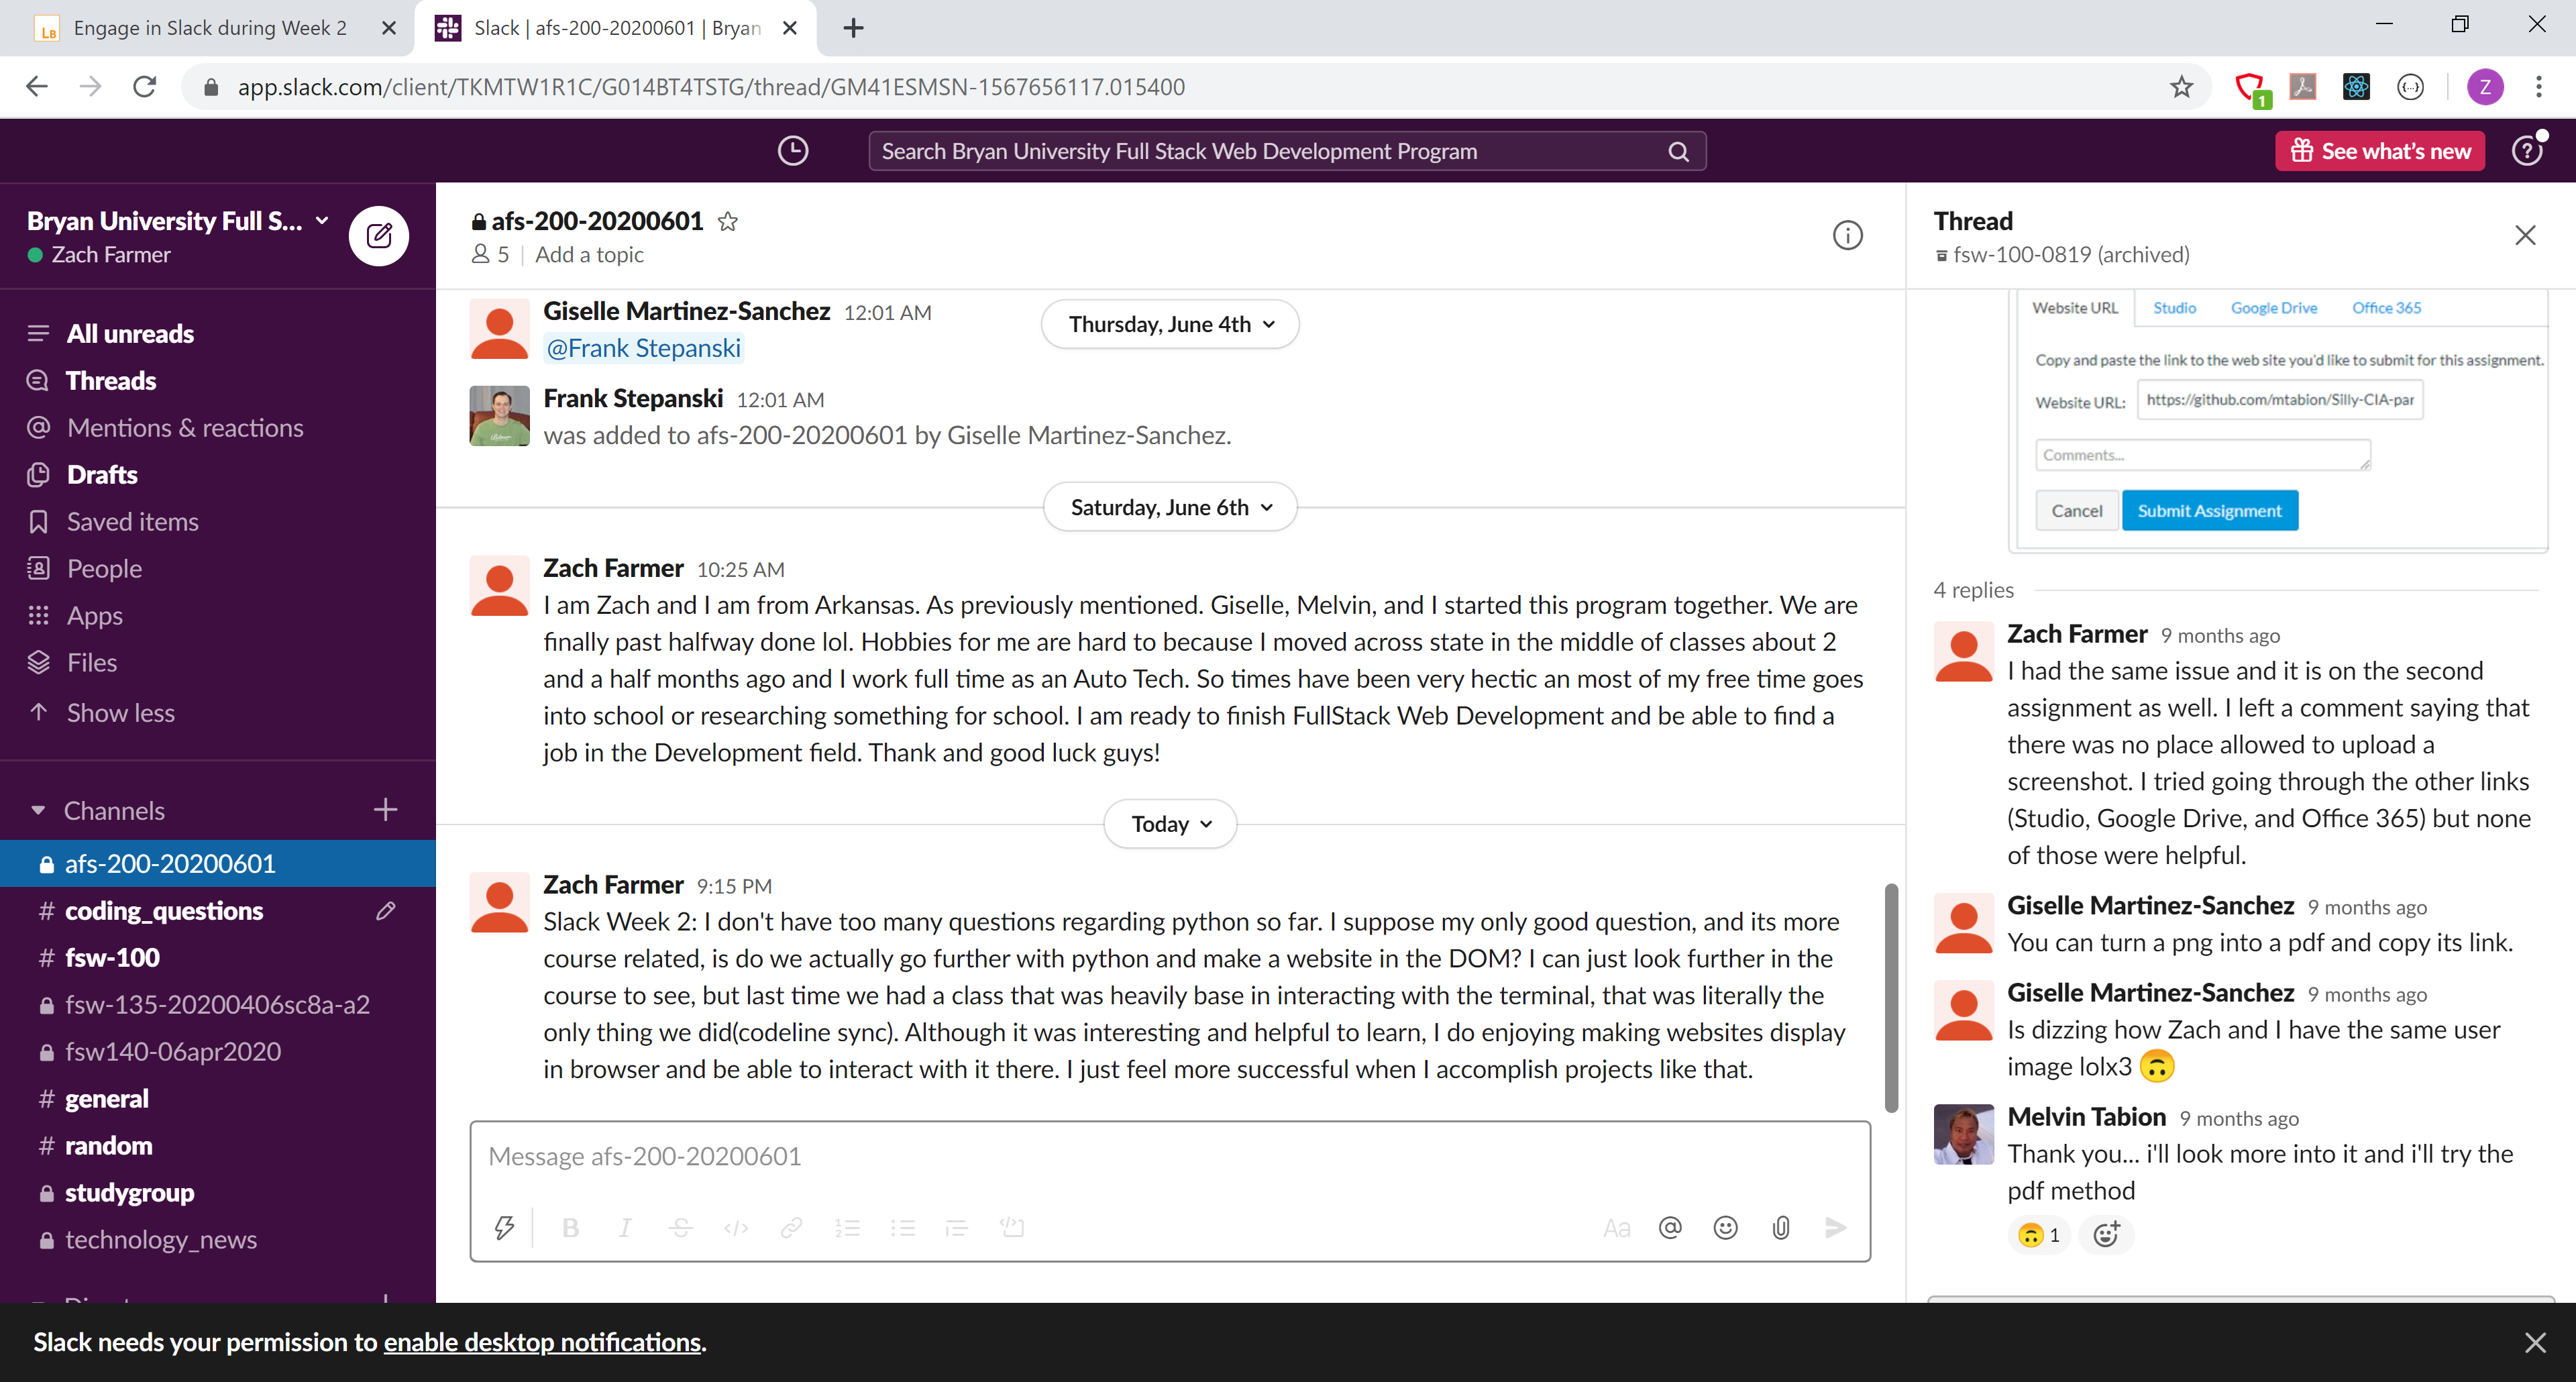 Engage in Slack during Week 2
Slack | afs-200-20200601 | Bryan
app.slack.com/client/TKMTW1R1C/G014BT4TSTG/thread/GM41ESMSN-1567656117.015400
1
Z
Search Bryan University Full Stack Web Development Program
See what's new
Bryan University Full S...
Zach Farmer
All unreads
Threads
Mentions & reactions
Drafts
Saved items
People
Apps
Files
Show less
Channels
afs-200-20200601
# coding_questions
# fsw-100
fsw-135-20200406sc8a-a2
fsw140-06apr2020
# general
# random
studygroup
technology_news
afs-200-20200601
5 | Add a topic
Giselle Martinez-Sanchez 12:01 AM
Thursday, June 4th
@Frank Stepanski
Frank Stepanski 12:01 AM
was added to afs-200-20200601 by Giselle Martinez-Sanchez.
Saturday, June 6th
Zach Farmer 10:25 AM
I am Zach and I am from Arkansas. As previously mentioned. Giselle, Melvin, and I started this program together. We are
finally past halfway done lol. Hobbies for me are hard to because I moved across state in the middle of classes about 2
and a half months ago and I work full time as an Auto Tech. So times have been very hectic an most of my free time goes
into school or researching something for school. I am ready to finish FullStack Web Development and be able to find a
job in the Development field. Thank and good luck guys!
Today
Zach Farmer 9:15 PM
Slack Week 2: I don't have too many questions regarding python so far. I suppose my only good question, and its more
course related, is do we actually go further with python and make a website in the DOM? I can just look further in the
course to see, but last time we had a class that was heavily base in interacting with the terminal, that was literally the
only thing we did(codeline sync). Although it was interesting and helpful to learn, I do enjoying making websites display
in browser and be able to interact with it there. I just feel more successful when I accomplish projects like that.
Message afs-200-20200601
B I S </> Aa @
Thread
fsw-100-0819 (archived)
Website URL Studio Google Drive Office 365
Copy and paste the link to the web site you'd like to submit for this assignment.
Website URL: https://github.com/mtabion/Silly-CIA-par
Comments...
Cancel Submit Assignment
4 replies
Zach Farmer 9 months ago
I had the same issue and it is on the second
assignment as well. I left a comment saying that
there was no place allowed to upload a
screenshot. I tried going through the other links
(Studio, Google Drive, and Office 365) but none
of those were helpful.
Giselle Martinez-Sanchez 9 months ago
You can turn a png into a pdf and copy its link.
Giselle Martinez-Sanchez 9 months ago
Is dizzing how Zach and I have the same user
image lolx3 🙃
Melvin Tabion 9 months ago
Thank you... i'll look more into it and i'll try the
pdf method
🙃 1
Slack needs your permission to enable desktop notifications.